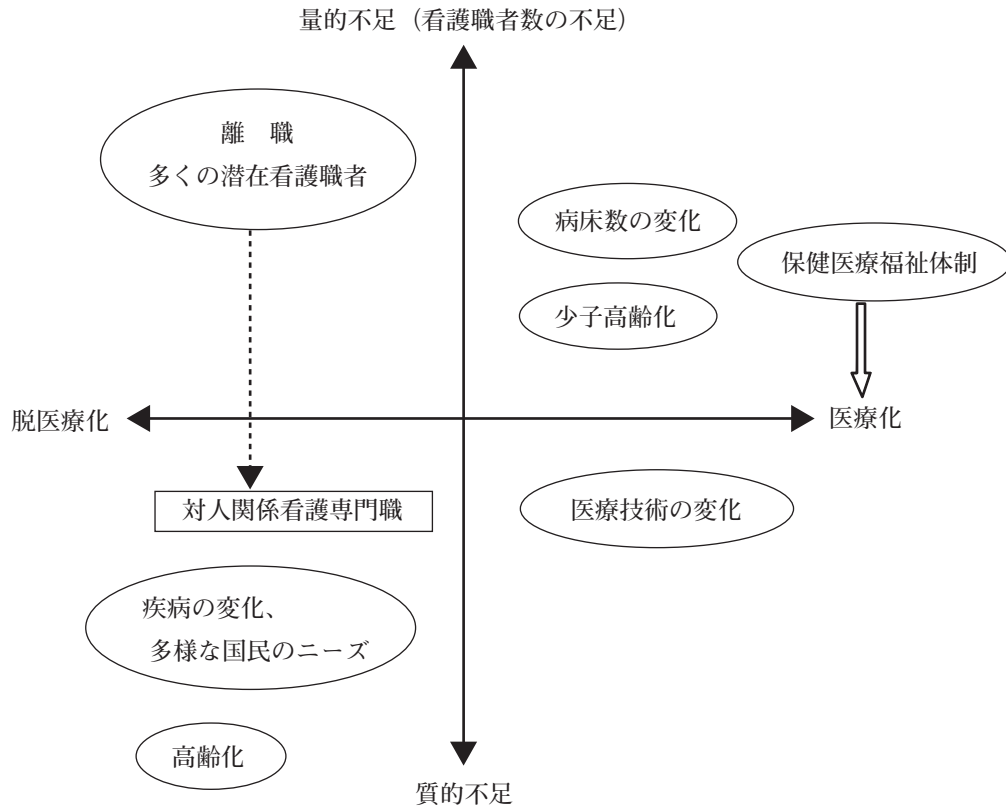 量的不足（看護職者数の不足）
離　職
多くの潜在看護職者
病床数の変化
保健医療福祉体制
少子高齢化
脱医療化
医療化
対人関係看護専門職
医療技術の変化
疾病の変化、
多様な国民のニーズ
高齢化
質的不足